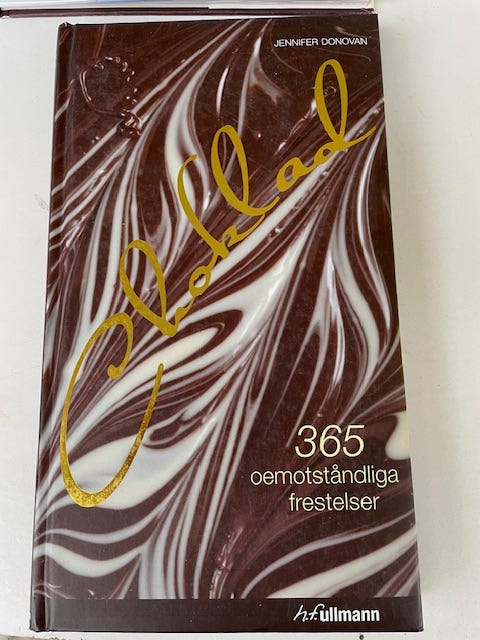 JENNIFER DONOVAN
Choklad
365
oemotståndliga
frestelser
h.f.ullmann